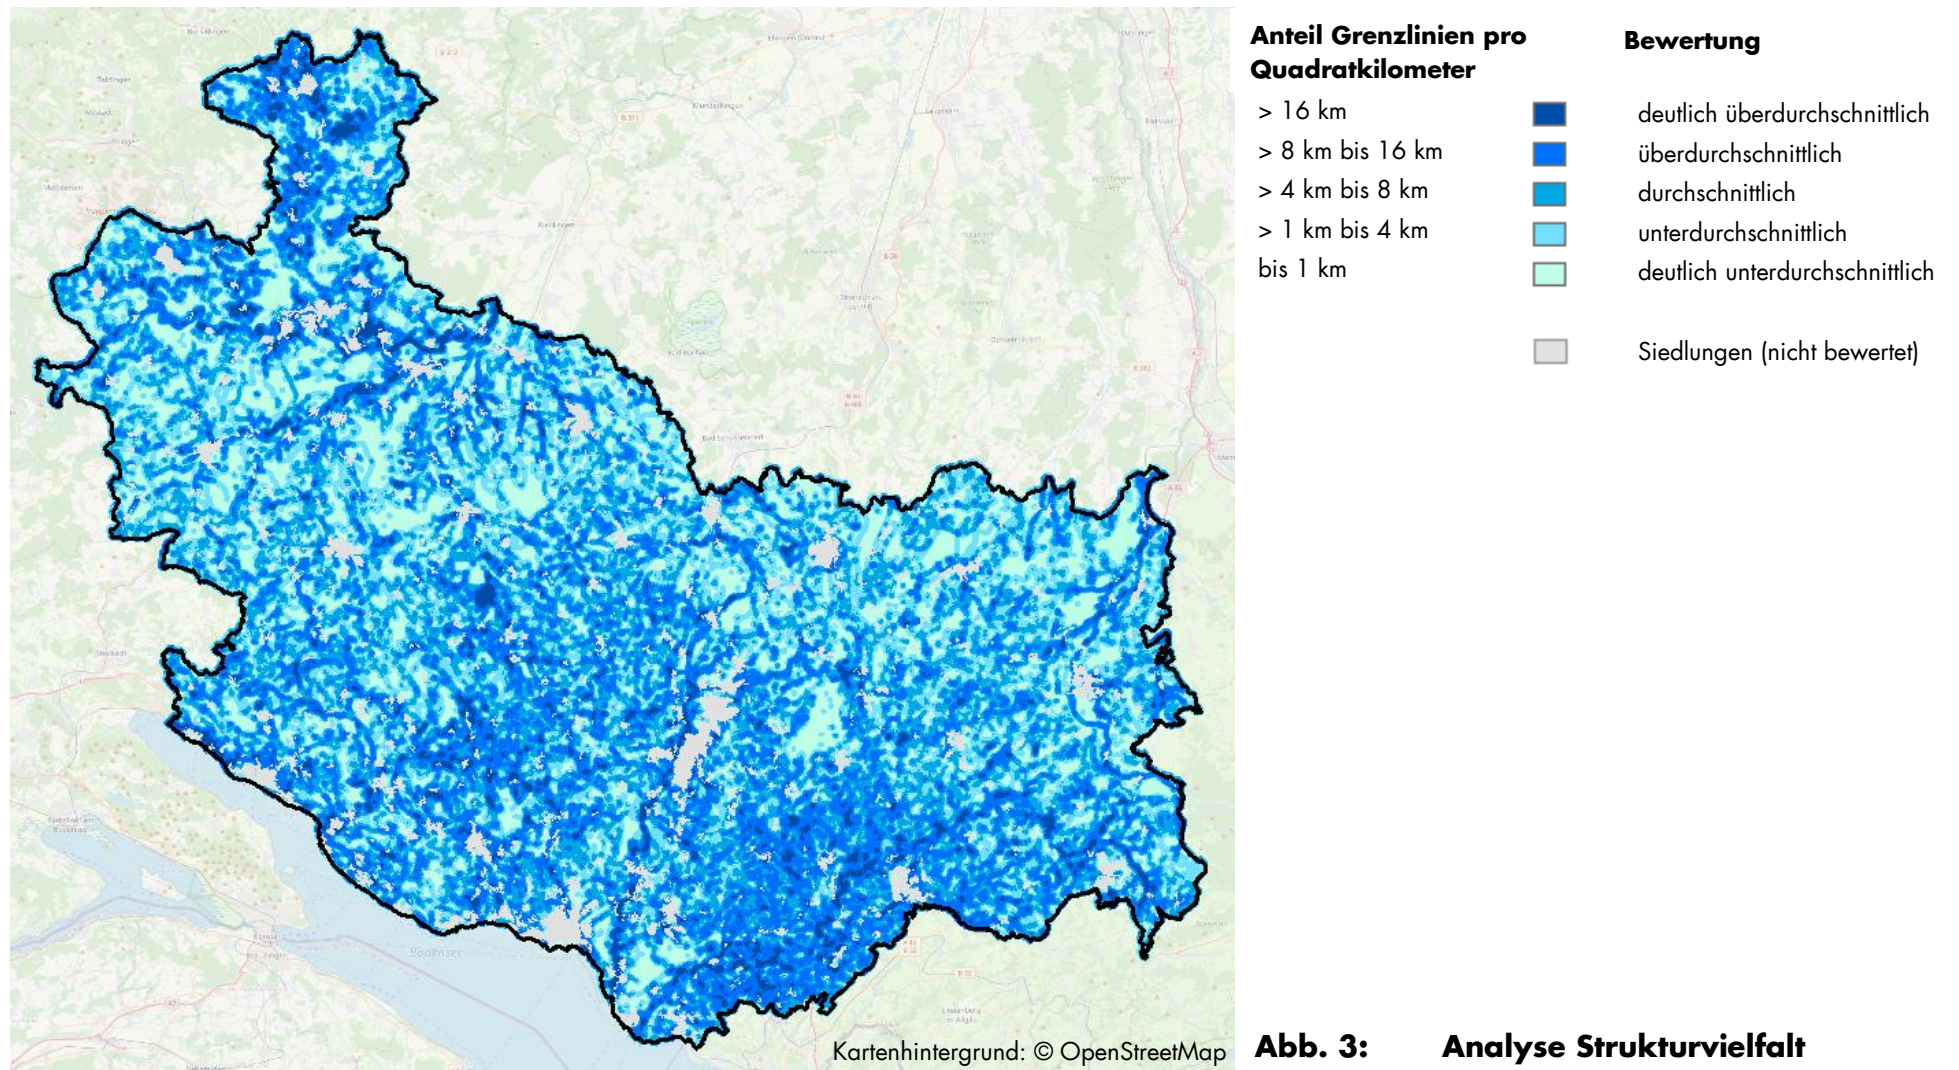 Anteil Grenzlinien pro
Quadratkilometer
Bewertung
> 16 km
deutlich überdurchschnittlich
> 8 km bis 16 km
überdurchschnittlich
> 4 km bis 8 km
durchschnittlich
> 1 km bis 4 km
unterdurchschnittlich
bis 1 km
deutlich unterdurchschnittlich
Siedlungen (nicht bewertet)
Bodensee
Kartenhintergrund: © OpenStreetMap
Abb. 3: Analyse Strukturvielfalt